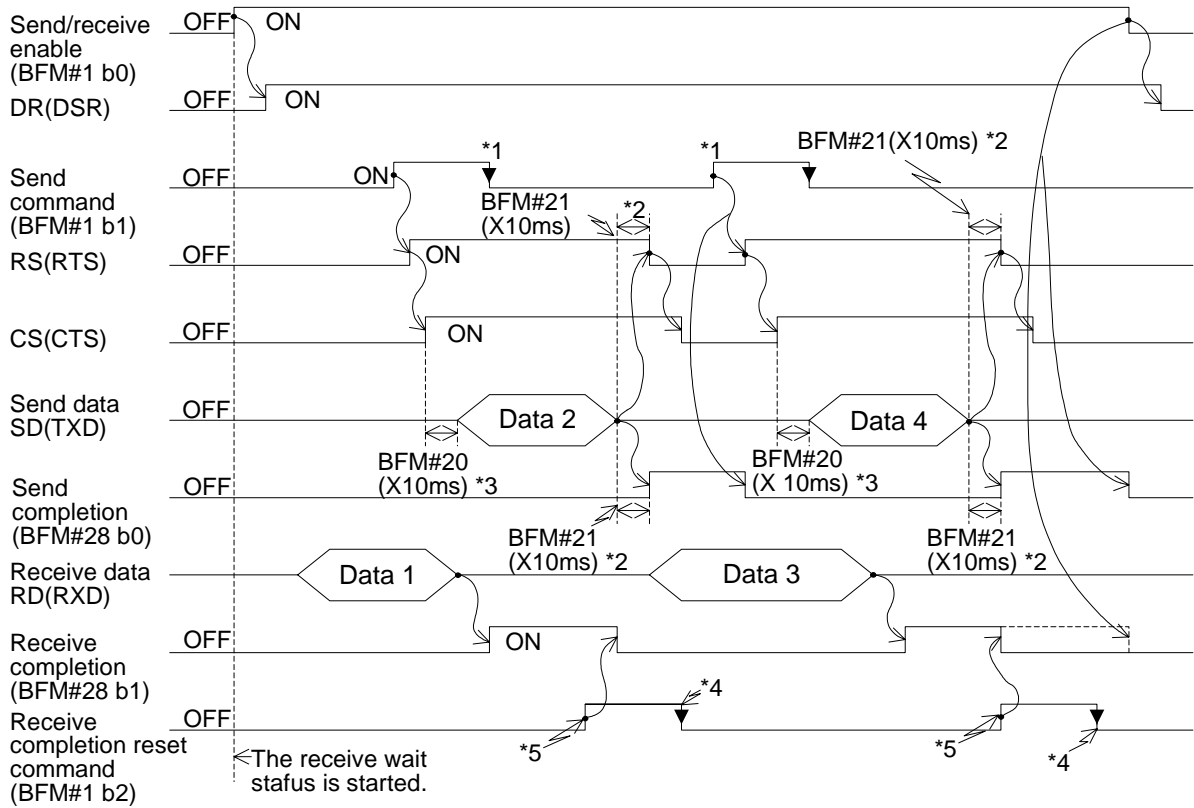 Send/receive
enable
(BFM#1 b0)
OFF
ON
DR(DSR)
OFF
ON
BFM#21(X10ms) *2
Send
command
(BFM#1 b1)
OFF
ON
*1
*1
BFM#21
(X10ms)
*2
RS(RTS)
OFF
ON
CS(CTS)
OFF
ON
Send data
SD(TXD)
OFF
Data 2
Data 4
BFM#20
(X10ms) *3
BFM#20
(X 10ms) *3
Send
completion
(BFM#28 b0)
OFF
BFM#21
(X10ms) *2
BFM#21
(X10ms) *2
Receive data
RD(RXD)
Data 1
Data 3
Receive
completion
(BFM#28 b1)
OFF
ON
Receive
completion reset
command
(BFM#1 b2)
OFF
*4
*5
*5
*4
The receive wait
stafus is started.